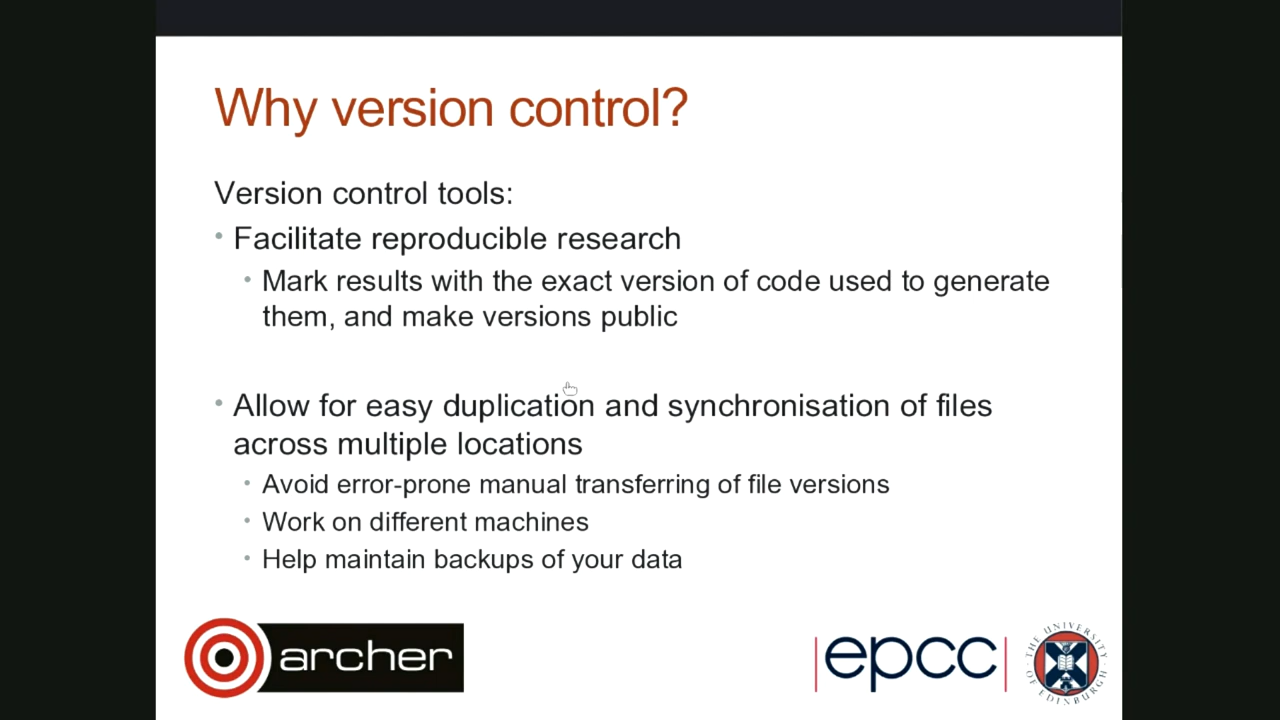 Why version control?
Version control tools:
• Facilitate reproducible research
• Mark results with the exact version of code used to generate
them, and make versions public
• Allow for easy duplication and synchronisation of files
across multiple locations
• Avoid error-prone manual transferring of file versions
• Work on different machines
• Help maintain backups of your data
archer
|epcc|
THE UNIVERSITY
OF EDINBURGH